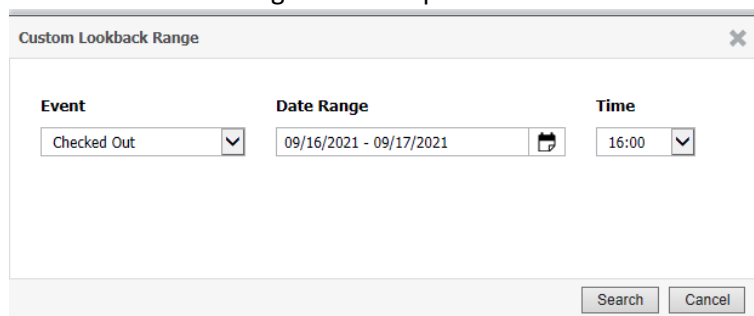 Custom Lookback Range
Event Date Range Time
Checked Out 09/16/2021 - 09/17/2021 16:00
Search Cancel